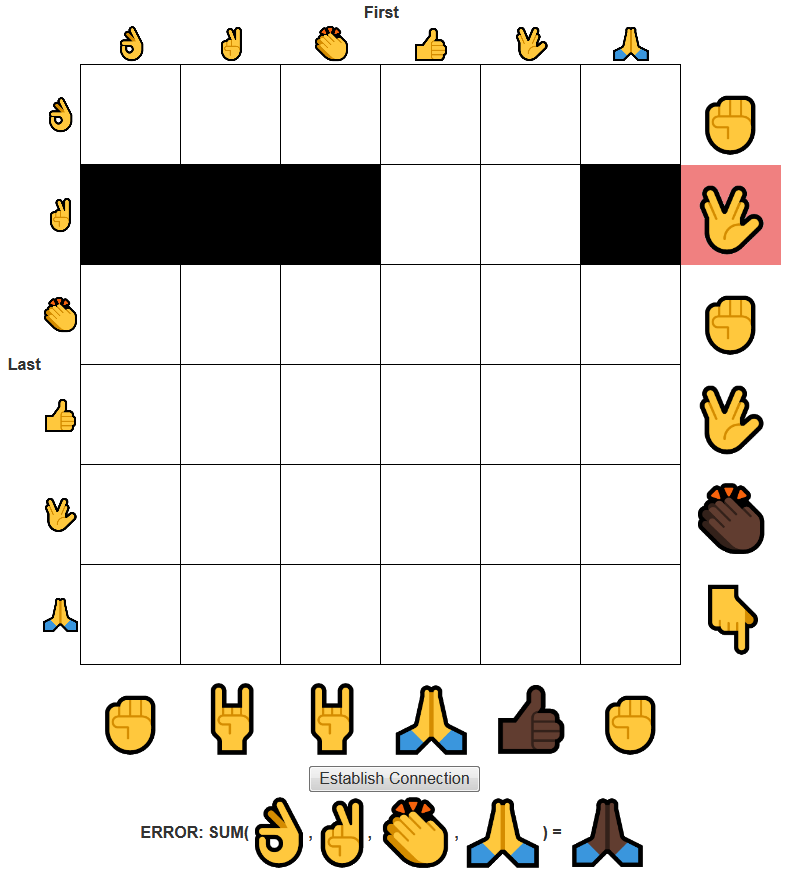 First
👌 ✌ 👏 👍 🖖 🙏
👌 ✊
✌ 🖖
👏 ✊
Last
👍 🖖
🖖 👏🏿
🙏 👇
✊ 🤘 🤘 🙏 👍🏿 ✊
Establish Connection
ERROR: SUM( 👌 , ✌ , 👏 , 🙏 ) = 🙏🏿